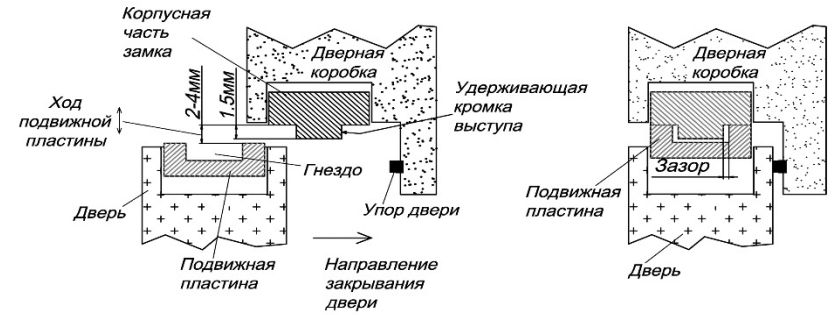 Корпусная
часть
замка
Дверная
коробка
Ход
подвижной
пластины
2-4мм
1.5мм
Удерживающая
кромка
выступа
Гнездо
Дверь
Упор двери
Подвижная
пластина
Направление
закрывания
двери
Дверная
коробка
Зазор
Подвижная
пластина
Дверь